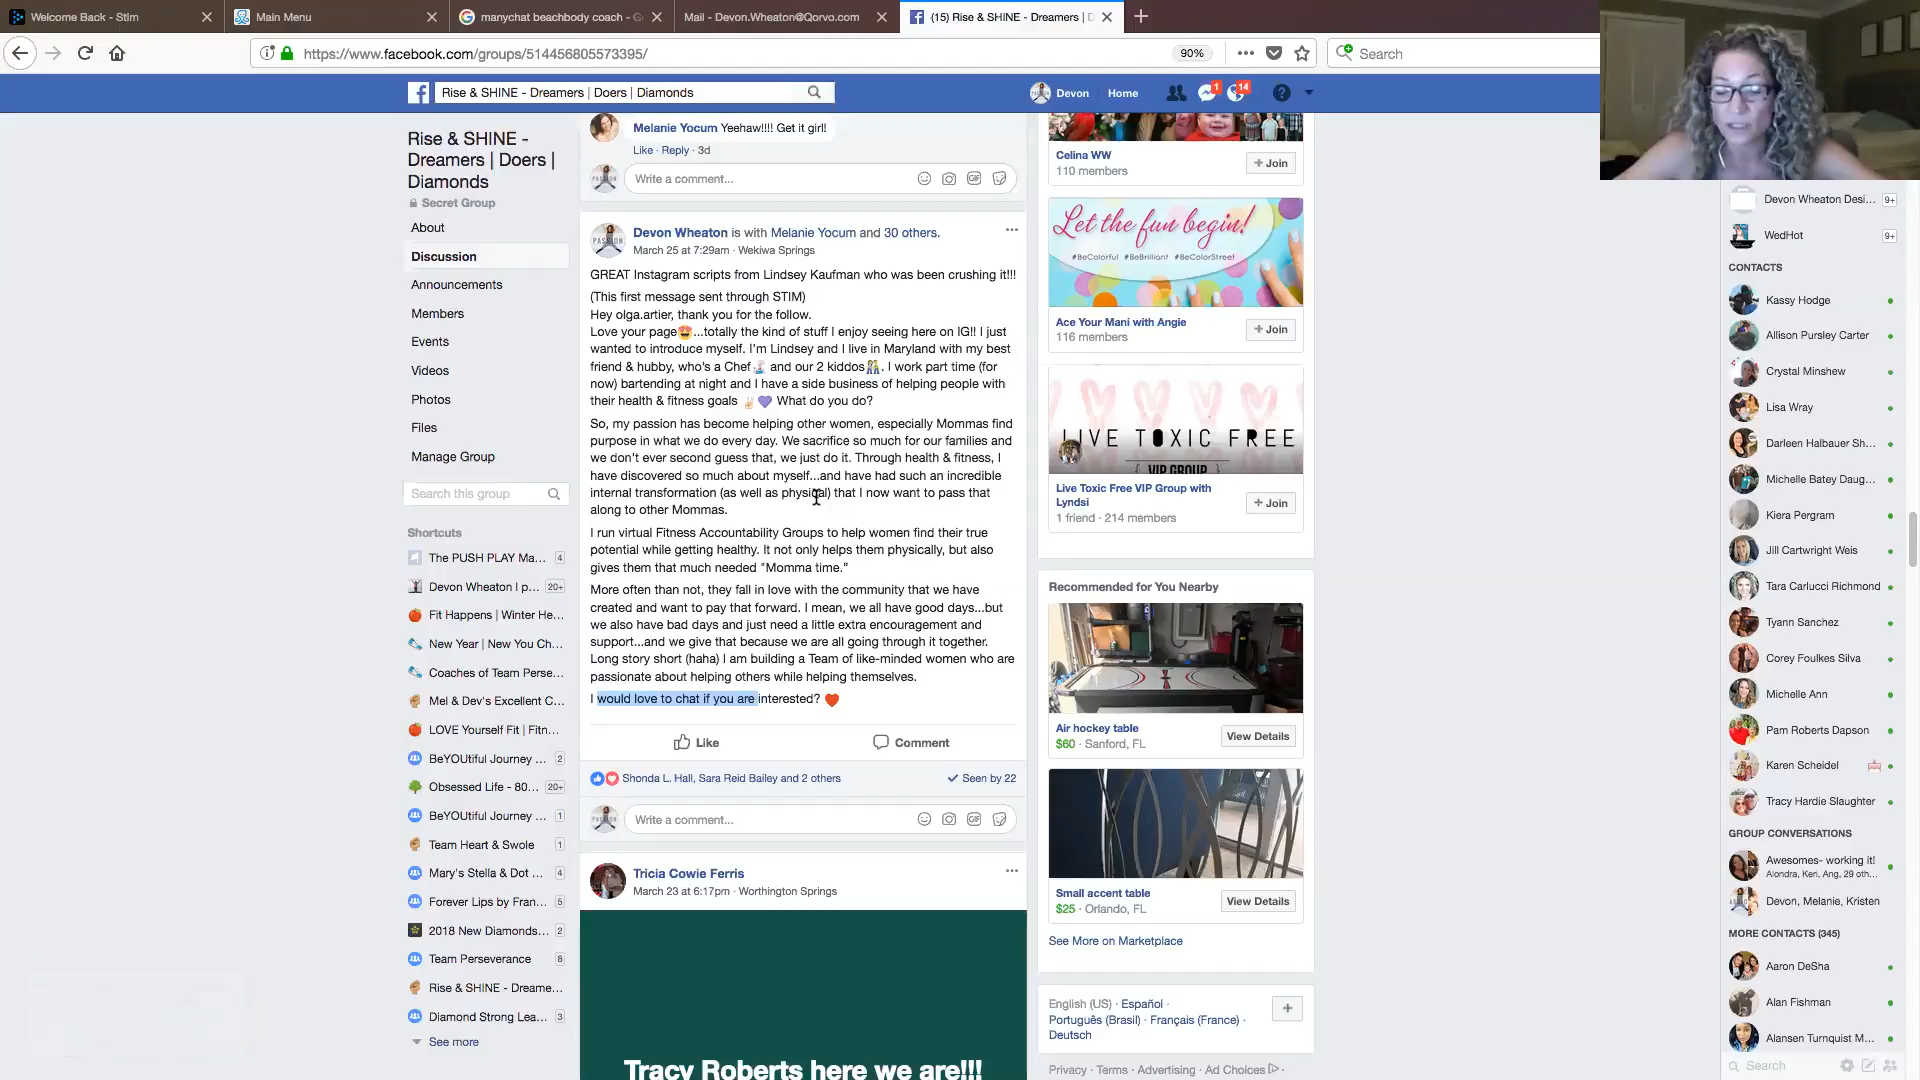 Welcome Back - Stim
Main Menu
manychat beachbody coach - G
Mail - Devon.Wheaton@Qorvo.com
(15) Rise & SHINE - Dreamers | D
https://www.facebook.com/groups/514456805573395/
90%
Search
Rise & SHINE - Dreamers | Doers | Diamonds
Devon
Home
1
14
Rise & SHINE -
Dreamers | Doers |
Diamonds
Secret Group
About
Discussion
Announcements
Members
Events
Videos
Photos
Files
Manage Group
Search this group
Shortcuts
The PUSH PLAY Ma... 4
Devon Wheaton I p... 20+
Fit Happens | Winter He...
New Year | New You Ch...
Coaches of Team Perse...
Mel & Dev's Excellent C...
LOVE Yourself Fit | Fitn...
BeYOUtiful Journey ... 2
Obsessed Life - 80... 20+
BeYOUtiful Journey ... 1
Team Heart & Swole 1
Mary's Stella & Dot ... 4
Forever Lips by Fran... 5
2018 New Diamonds... 2
Team Perseverance 8
Rise & SHINE - Dreame...
Diamond Strong Lea... 3
See more
Melanie Yocum Yeehaw!!!! Get it girl!
Like · Reply · 3d
Write a comment...
PASSION
Devon Wheaton is with Melanie Yocum and 30 others.
March 25 at 7:29am · Wekiwa Springs
GREAT Instagram scripts from Lindsey Kaufman who was been crushing it!!!
(This first message sent through STIM)
Hey olga.artier, thank you for the follow.
Love your page😍...totally the kind of stuff I enjoy seeing here on IG!! I just
wanted to introduce myself. I'm Lindsey and I live in Maryland with my best
friend & hubby, who's a Chef and our 2 kiddos. I work part time (for
now) bartending at night and I have a side business of helping people with
their health & fitness goals ✌🏻💜 What do you do?
So, my passion has become helping other women, especially Mommas find
purpose in what we do every day. We sacrifice so much for our families and
we don't ever second guess that, we just do it. Through health & fitness, I
have discovered so much about myself...and have had such an incredible
internal transformation (as well as physical) that I now want to pass that
along to other Mommas.
I run virtual Fitness Accountability Groups to help women find their true
potential while getting healthy. It not only helps them physically, but also
gives them that much needed "Momma time."
More often than not, they fall in love with the community that we have
created and want to pay that forward. I mean, we all have good days...but
we also have bad days and just need a little extra encouragement and
support...and we give that because we are all going through it together.
Long story short (haha) I am building a Team of like-minded women who are
passionate about helping others while helping themselves.
I would love to chat if you are interested? ❤️
Like
Comment
Shonda L. Hall, Sara Reid Bailey and 2 others
Seen by 22
Write a comment...
Tricia Cowie Ferris
March 23 at 6:17pm · Worthington Springs
Tracy Roberts here we are!!!
Celina WW
110 members
+ Join
Let the fun begin!
#BeColorful #BeBrilliant #BeColorStreet
Ace Your Mani with Angie
116 members
+ Join
LIVE TOXIC FREE
VIP GROUP
Live Toxic Free VIP Group with
Lyndsi
1 friend · 214 members
+ Join
Recommended for You Nearby
Air hockey table
$60 · Sanford, FL
View Details
Small accent table
$25 · Orlando, FL
View Details
See More on Marketplace
English (US) · Español ·
Português (Brasil) · Français (France) ·
Deutsch
+
Privacy · Terms · Advertising · Ad Choices ·
Devon Wheaton Desi... 9+
WedHot 9+
CONTACTS
Kassy Hodge
Allison Pursley Carter
Crystal Minshew
Lisa Wray
Darleen Halbauer Sh...
Michelle Batey Daug...
Kiera Pergram
Jill Cartwright Weis
Tara Carlucci Richmond
Tyann Sanchez
Corey Foulkes Silva
Michelle Ann
Pam Roberts Dapson
Karen Scheidel
Tracy Hardie Slaughter
GROUP CONVERSATIONS
Awesomes- working it!
Alondra, Keri, Ang, 29 oth...
Devon, Melanie, Kristen
MORE CONTACTS (345)
Aaron DeSha
Alan Fishman
Alansen Turnquist M...
Search